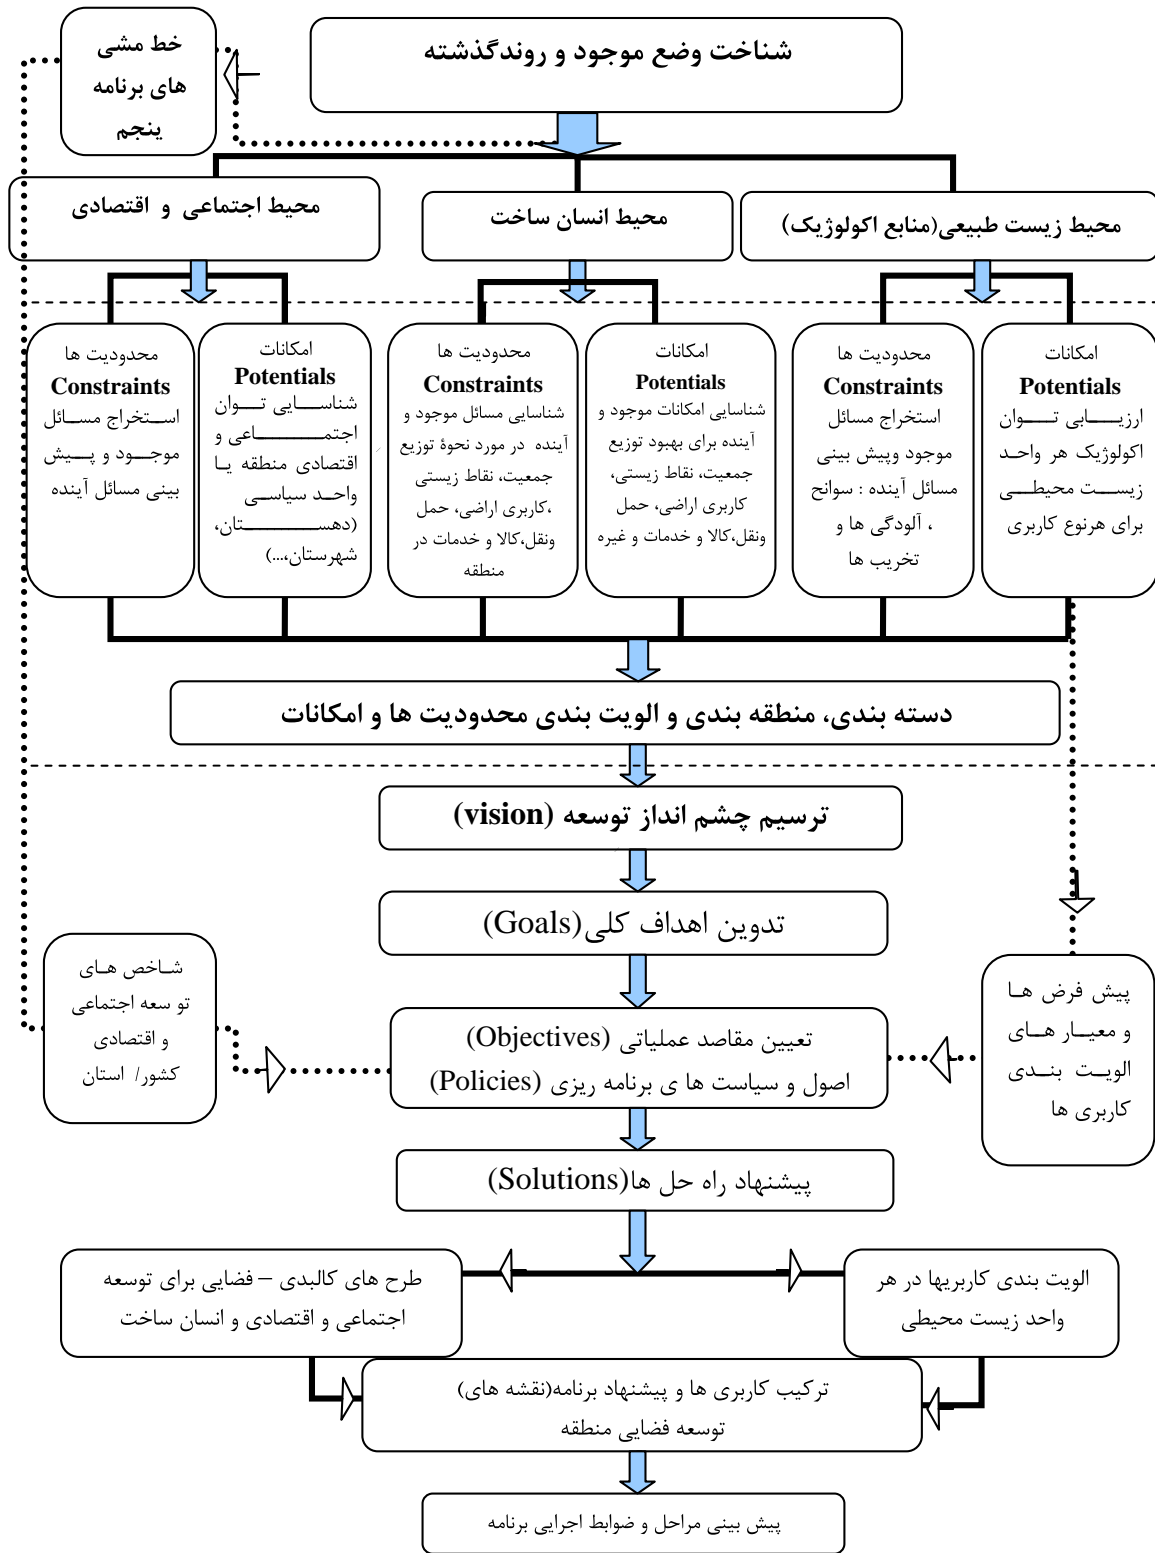 شناخت وضع موجود و روندگذشته
خط مشی
های برنامه
پنجم
محیط زیست طبیعی(منابع اکولوژیک)
محیط انسان ساخت
محیط اجتماعی و اقتصادی
امکانات
Potentials
ارزیابی توان
اکولوژیک هر واحد
زیست محیطی
برای هرنوع کاربری
محدودیت ها
Constraints
استخراج مسائل
موجود وپیش بینی
مسائل آینده : سوانح
، آلودگی ها و
تخریب ها
امکانات
Potentials
شناسایی امکانات موجود و
آینده برای بهبود توزیع
جمعیت، نقاط زیستی،
کاربری اراضی، حمل
ونقل،کالا و خدمات و غیره
محدودیت ها
Constraints
شناسایی مسائل موجود و
آینده در مورد نحوۀ توزیع
جمعیت، نقاط زیستی
،کاربری اراضی، حمل
ونقل،کالا و خدمات در
منطقه
امکانات
Potentials
شناسایی توان
اجتماعی و
اقتصادی منطقه یا
واحد سیاسی
(دهستان،
شهرستان،...)
محدودیت ها
Constraints
استخراج مسائل
موجود و پیش
بینی مسائل آینده
دسته بندی، منطقه بندی و الویت بندی محدودیت ها و امکانات
ترسیم چشم انداز توسعه (vision)
تدوین اهداف کلی(Goals)
پیش فرض ها
و معیار های
الویت بندی
کاربری ها
تعیین مقاصد عملیاتی (Objectives)
اصول و سیاست ها ی برنامه ریزی (Policies)
شاخص های
تو سعه اجتماعی
و اقتصادی
کشور/ استان
پیشنهاد راه حل ها(Solutions)
الویت بندی کاربریها در هر
واحد زیست محیطی
طرح های کالبدی – فضایی برای توسعه
اجتماعی و اقتصادی و انسان ساخت
ترکیب کاربری ها و پیشنهاد برنامه(نقشه های)
توسعه فضایی منطقه
پیش بینی مراحل و ضوابط اجرایی برنامه